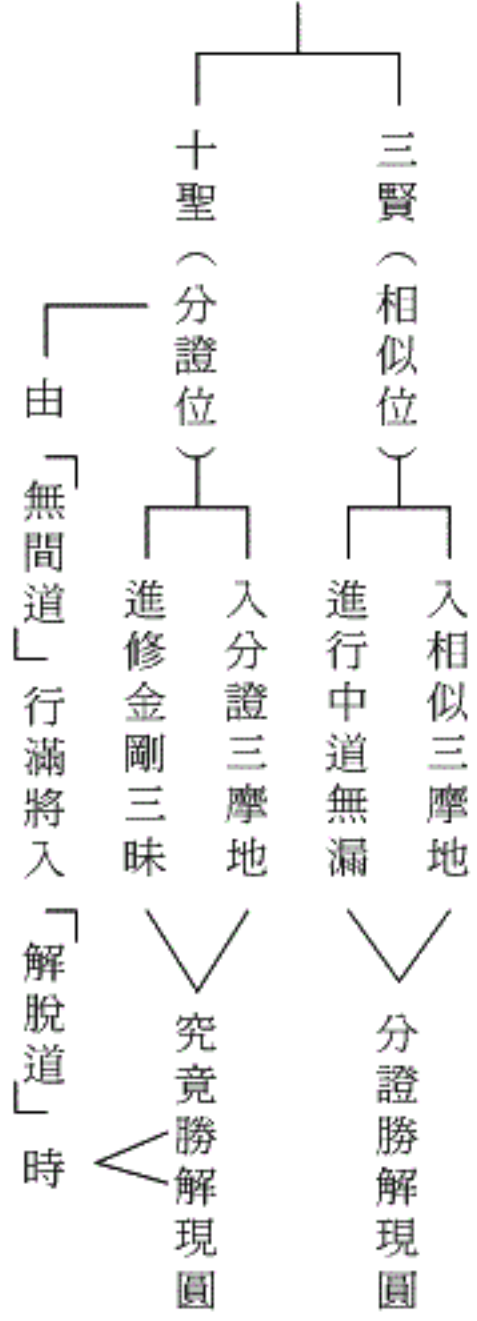 三賢（相似位）
入相似三摩地
進行中道無漏
分證勝解現圓
十聖（分證位）
入分證三摩地
進修金剛三昧
究竟勝解現圓
由「無間道」行滿將入「解脫道」時